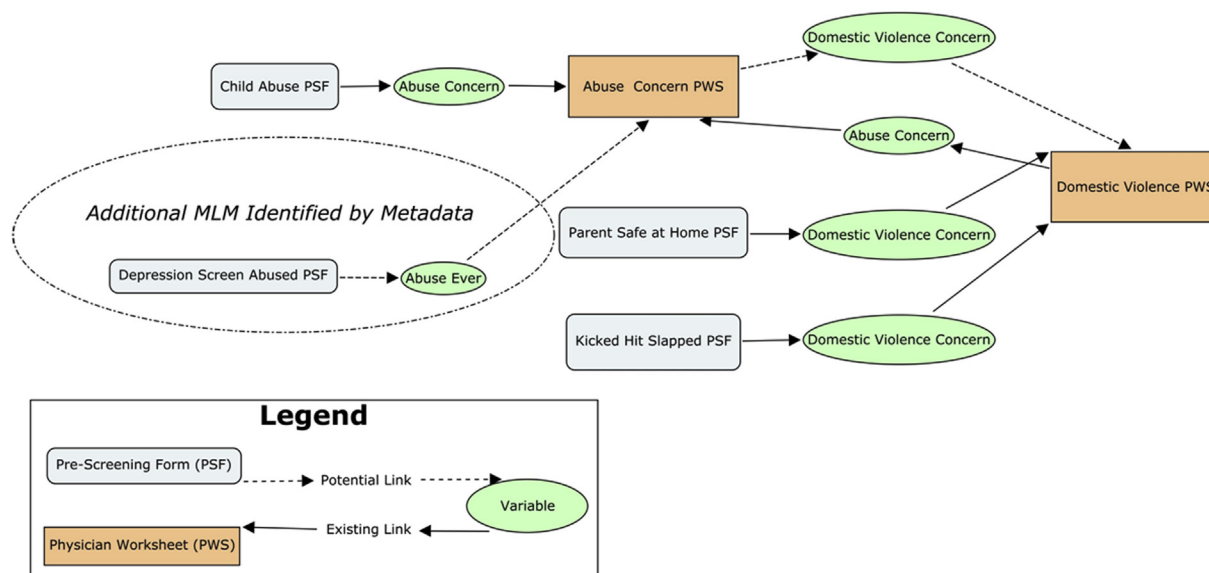 Domestic Violence Concern
Child Abuse PSF
Abuse Concern
Abuse  Concern PWS
Abuse Concern
Domestic Violence PWS
Additional MLM Identified by Metadata
Parent Safe at Home PSF
Domestic Violence Concern
Depression Screen Abused PSF
Abuse Ever
Kicked Hit Slapped PSF
Domestic Violence Concern
Legend
Pre-Screening Form (PSF)
Potential Link
Variable
Existing Link
Physician Worksheet (PWS)